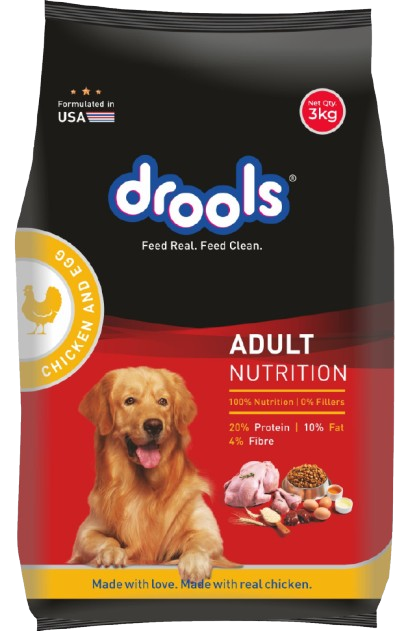 Formulated in
USA
Net Qty.
3kg
drools®
Feed Real. Feed Clean.
CHICKEN AND EGG
ADULT
NUTRITION
100% Nutrition | 0% Fillers
20% Protein | 10% Fat
4% Fibre
Made with love. Made with real chicken.